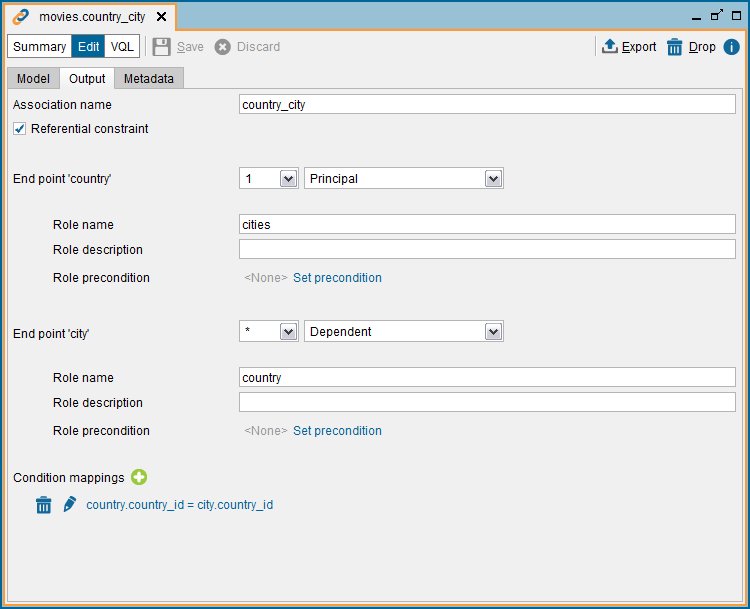 movies.country_city
Summary Edit VQL Save Discard Export Drop
Model Output Metadata
Association name country_city
Referential constraint
End point 'country' 1 Principal
Role name cities
Role description
Role precondition <None> Set precondition
End point 'city' * Dependent
Role name country
Role description
Role precondition <None> Set precondition
Condition mappings
country.country_id = city.country_id